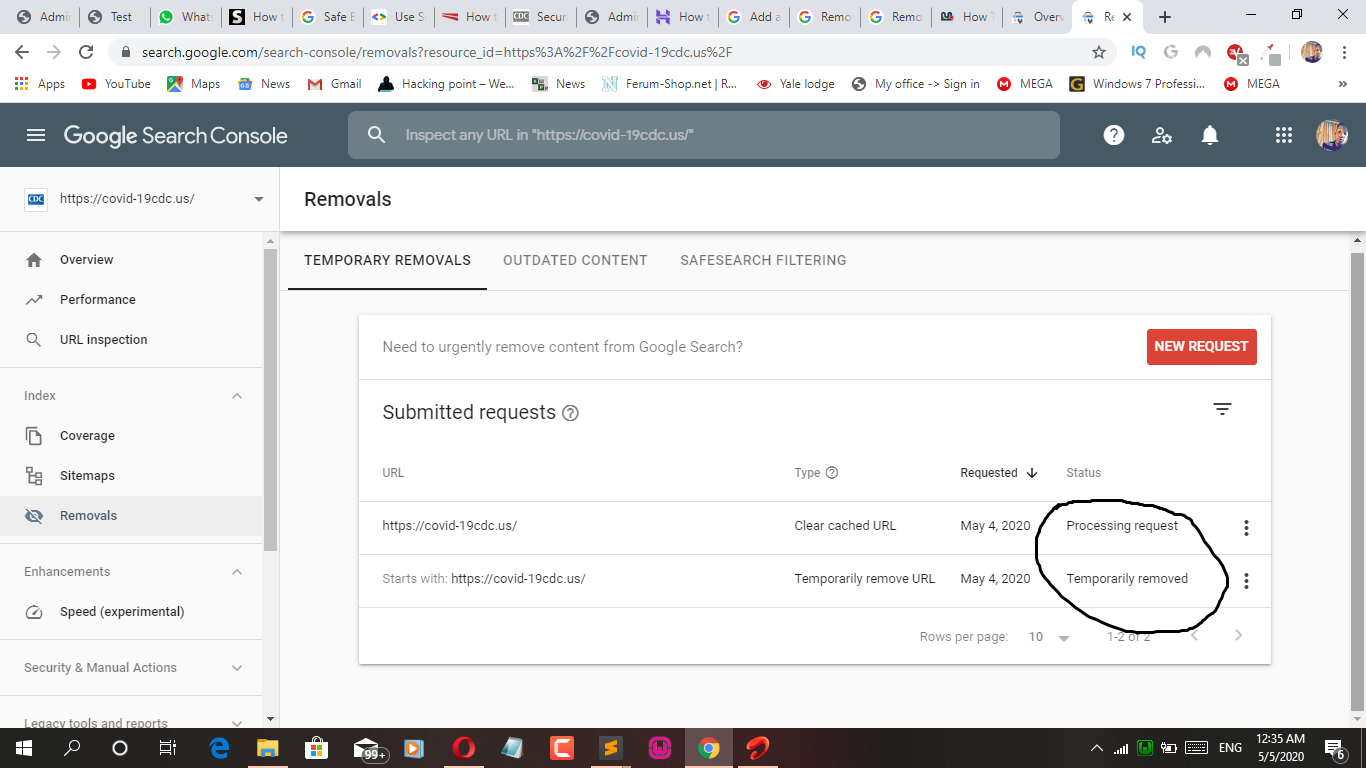 Admir Test Whats How t Safe E Use S How t Secur Admir How t Add a Remo Remo How T Overv Re
search.google.com/search-console/removals?resource_id=https%3A%2F%2Fcovid-19cdc.us%2F
Apps YouTube Maps News Gmail Hacking point – We... News Ferum-Shop.net | R... Yale lodge My office -> Sign in MEGA Windows 7 Professi... MEGA »
Google Search Console Inspect any URL in "https://covid-19cdc.us/"
CDC https://covid-19cdc.us/ Removals
Overview TEMPORARY REMOVALS OUTDATED CONTENT SAFESEARCH FILTERING
Performance
URL inspection Need to urgently remove content from Google Search? NEW REQUEST
Index
Submitted requests
Coverage
Sitemaps URL Type Requested Status
Removals
https://covid-19cdc.us/ Clear cached URL May 4, 2020 Processing request
Enhancements Starts with: https://covid-19cdc.us/ Temporarily remove URL May 4, 2020 Temporarily removed
Speed (experimental)
Rows per page: 10 1-2 of 2
Security & Manual Actions
Legacy tools and reports
99+ ENG 12:35 AM
5/5/2020 6